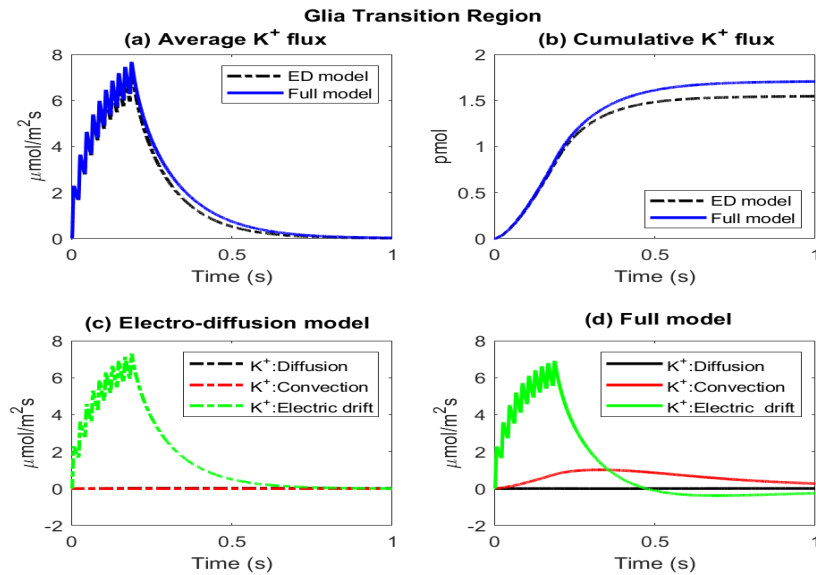 Glia Transition Region
(a) Average K⁺ flux
8
6
4
2
0
μmol/m²s
ED model
Full model
0
0.5
1
Time (s)
(b) Cumulative K⁺ flux
2
1.5
1
0.5
0
pmol
ED model
Full model
0
0.5
1
Time (s)
(c) Electro-diffusion model
8
6
4
2
0
-2
μmol/m²s
K⁺:Diffusion
K⁺:Convection
K⁺:Electric drift
0
0.5
1
Time (s)
(d) Full model
8
6
4
2
0
-2
μmol/m²s
K⁺:Diffusion
K⁺:Convection
K⁺:Electric drift
0
0.5
1
Time (s)